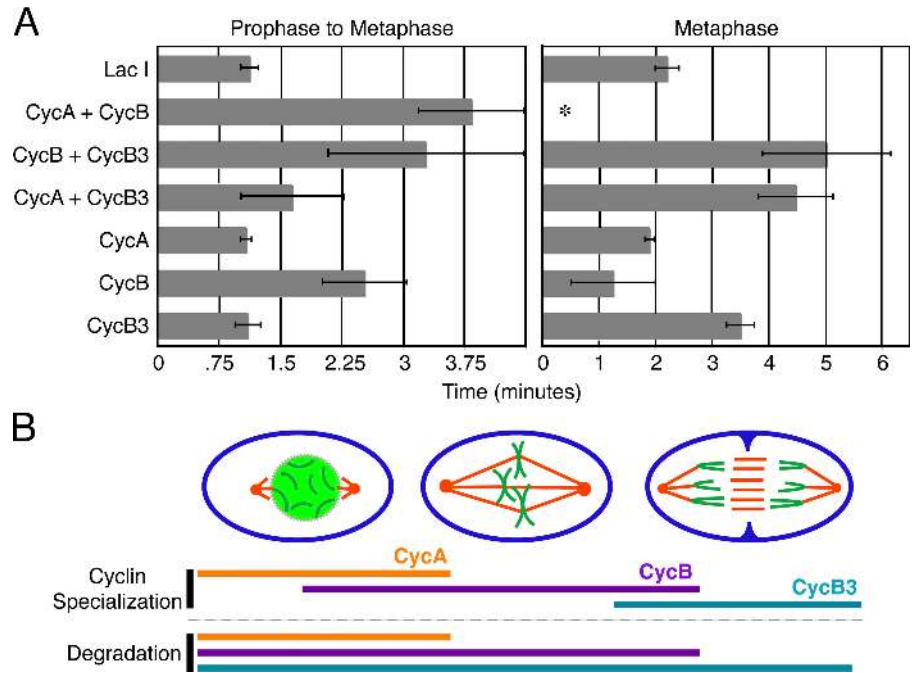 A
Prophase to Metaphase
Metaphase
Lac I
CycA + CycB
*
CycB + CycB3
CycA + CycB3
CycA
CycB
CycB3
0 .75 1.5 2.25 3 3.75
0 1 2 3 4 5 6
Time (minutes)
B
CycA
Cyclin
Specialization
CycB
CycB3
Degradation